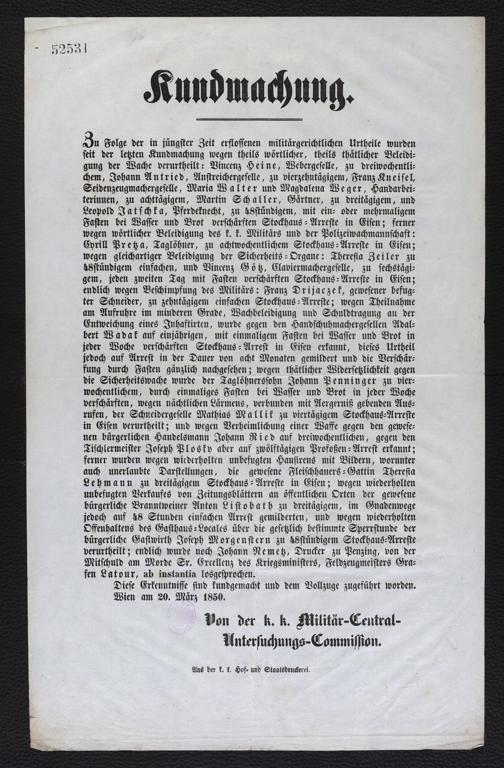 52531
Kundmachung.
Zu Folge der in jüngster Zeit erflossenen militärgerichtlichen Urtheile wurden
seit der letzten Kundmachung wegen theils wörtlicher, theils thätlicher Beleidi-
gung der Wache verurtheilt: Vincenz Heine, Webergeselle, zu dreiwochentli-
chem, Johann Antried, Anstreichergeselle, zu vierzehntägigem, Franz Kneisel,
Seidenzeugmachergeselle, Maria Walter und Magdalena Weger, Handarbei-
terinnen, zu achttägigem, Martin Schaller, Gärtner, zu dreitägigem, und
Leopold Jatschka, Pferdeknecht, zu 48stündigem, mit ein- oder mehrmaligem
Fasten bei Wasser und Brot verschärften Stockhaus-Arreste in Eisen; ferner
wegen wörtlicher Beleidigung des k. k. Militärs und der Polizeiwachmannschaft:
Cyrill Pretza, Taglöhner, zu achtwochentlichem Stockhaus-Arreste in Eisen;
wegen gleichartiger Beleidigung der Sicherheits-Organe: Theresia Zeiler zu
48stündigem einfachen, und Vincenz Götz, Claviermachergeselle, zu sechstägi-
gem, jeden zweiten Tag mit Fasten verschärften Stockhaus-Arreste in Eisen;
endlich wegen Beschimpfung des Militärs: Franz Drijaczek, gewesener befug-
ter Schneider, zu zehntägigem einfachen Stockhaus-Arreste; wegen Theilnahme
am Aufruhre im minderen Grade, Wachbeleidigung und Schuldtragung an der
Entweichung eines Inhaftirten, wurde gegen den Handschuhmachergesellen Adal-
bert Wadak auf einjährigen, mit einmaligem Fasten bei Wasser und Brot in
jeder Woche verschärften Stockhaus-Arrest in Eisen erkannt, dieses Urtheil
jedoch auf Arrest in der Dauer von acht Monaten gemildert und die Verschär-
fung durch Fasten gänzlich nachgesehen; wegen thätlicher Widersetzlichkeit gegen
die Sicherheitswache wurde der Taglöhnerssohn Johann Penninger zu vier-
wochentlichem, durch einmaliges Fasten bei Wasser und Brot in jeder Woche
verschärften, wegen nächtlichen Lärmens, verbunden mit Aergerniß gebenden Aus-
rufen, der Schneidergeselle Mathias Mallik zu viertägigem Stockhaus-Arreste
in Eisen verurtheilt; und wegen Verheimlichung einer Waffe gegen den gewese-
nen bürgerlichen Handelsmann Johann Ried auf dreiwochentlichen, gegen den
Tischlermeister Joseph Plosky aber auf zwölftägigen Profosen-Arrest erkannt;
ferner wurden wegen wiederholten unbefugten Hausirens mit Bildern, worunter
auch unerlaubte Darstellungen, die gewesene Fleischhauers-Gattin Theresia
Lehmann zu dreitägigem Stockhaus-Arreste in Eisen; wegen wiederholten
unbefugten Verkaufes von Zeitungsblättern an öffentlichen Orten der gewesene
bürgerliche Branntweiner Anton Listobath zu dreitägigem, im Gnadenwege
jedoch auf 48 Stunden einfachen Arrest gemilderten, und wegen wiederholten
Offenhaltens des Gasthaus-Locales über die gesetzlich bestimmte Sperrstunde der
bürgerliche Gastwirth Joseph Morgenstern zu 48stündigem Stockhaus-Arreste
verurtheilt; endlich wurde noch Johann Nemetz, Drucker zu Penzing, von der
Mitschuld am Morde Sr. Excellenz des Kriegsministers, Feldzeugmeisters Gra-
fen Latour, ab instantia losgesprochen.
Diese Erkenntnisse sind kundgemacht und dem Vollzuge zugeführt worden.
Wien am 20. März 1850.
Von der k. k. Militär-Central-
Untersuchungs-Commission.
Aus der k. k. Hof- und Staatsdruckerei.